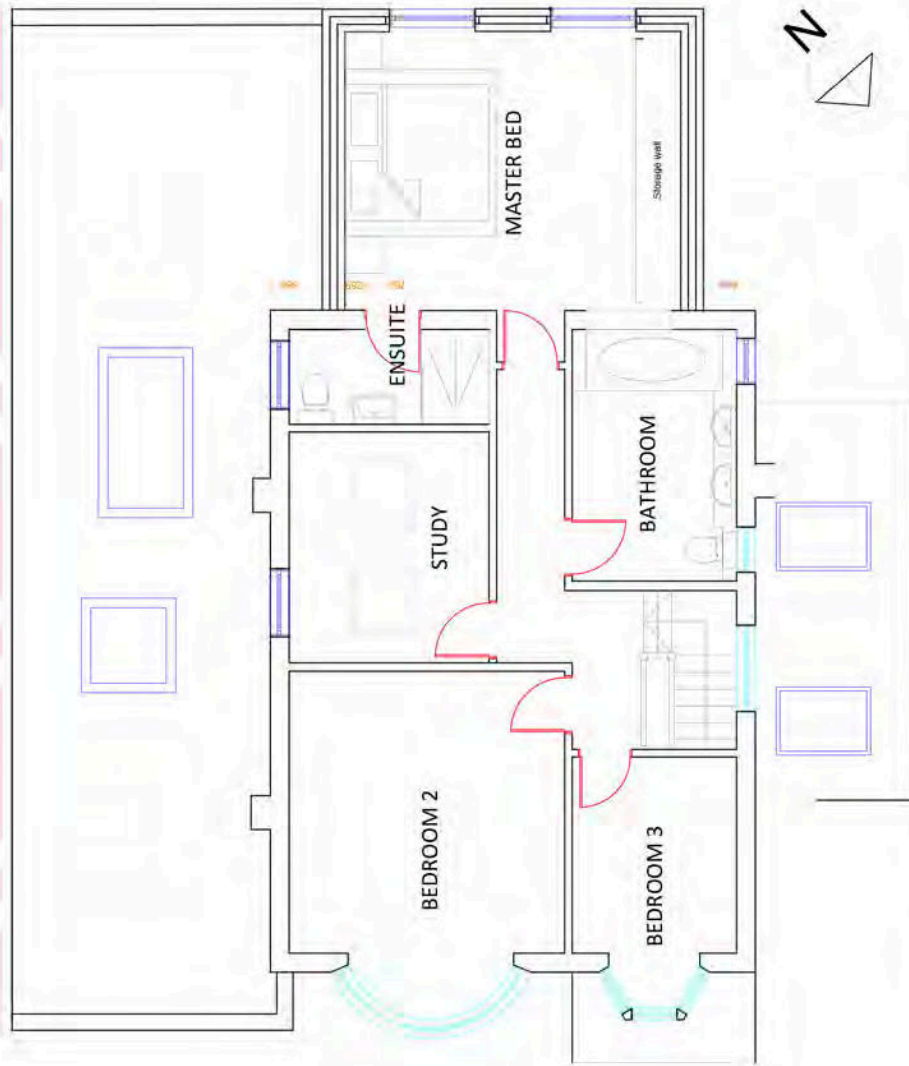 N
MASTER BED
Storage wall
ENSUITE
BATHROOM
STUDY
BEDROOM 2
BEDROOM 3